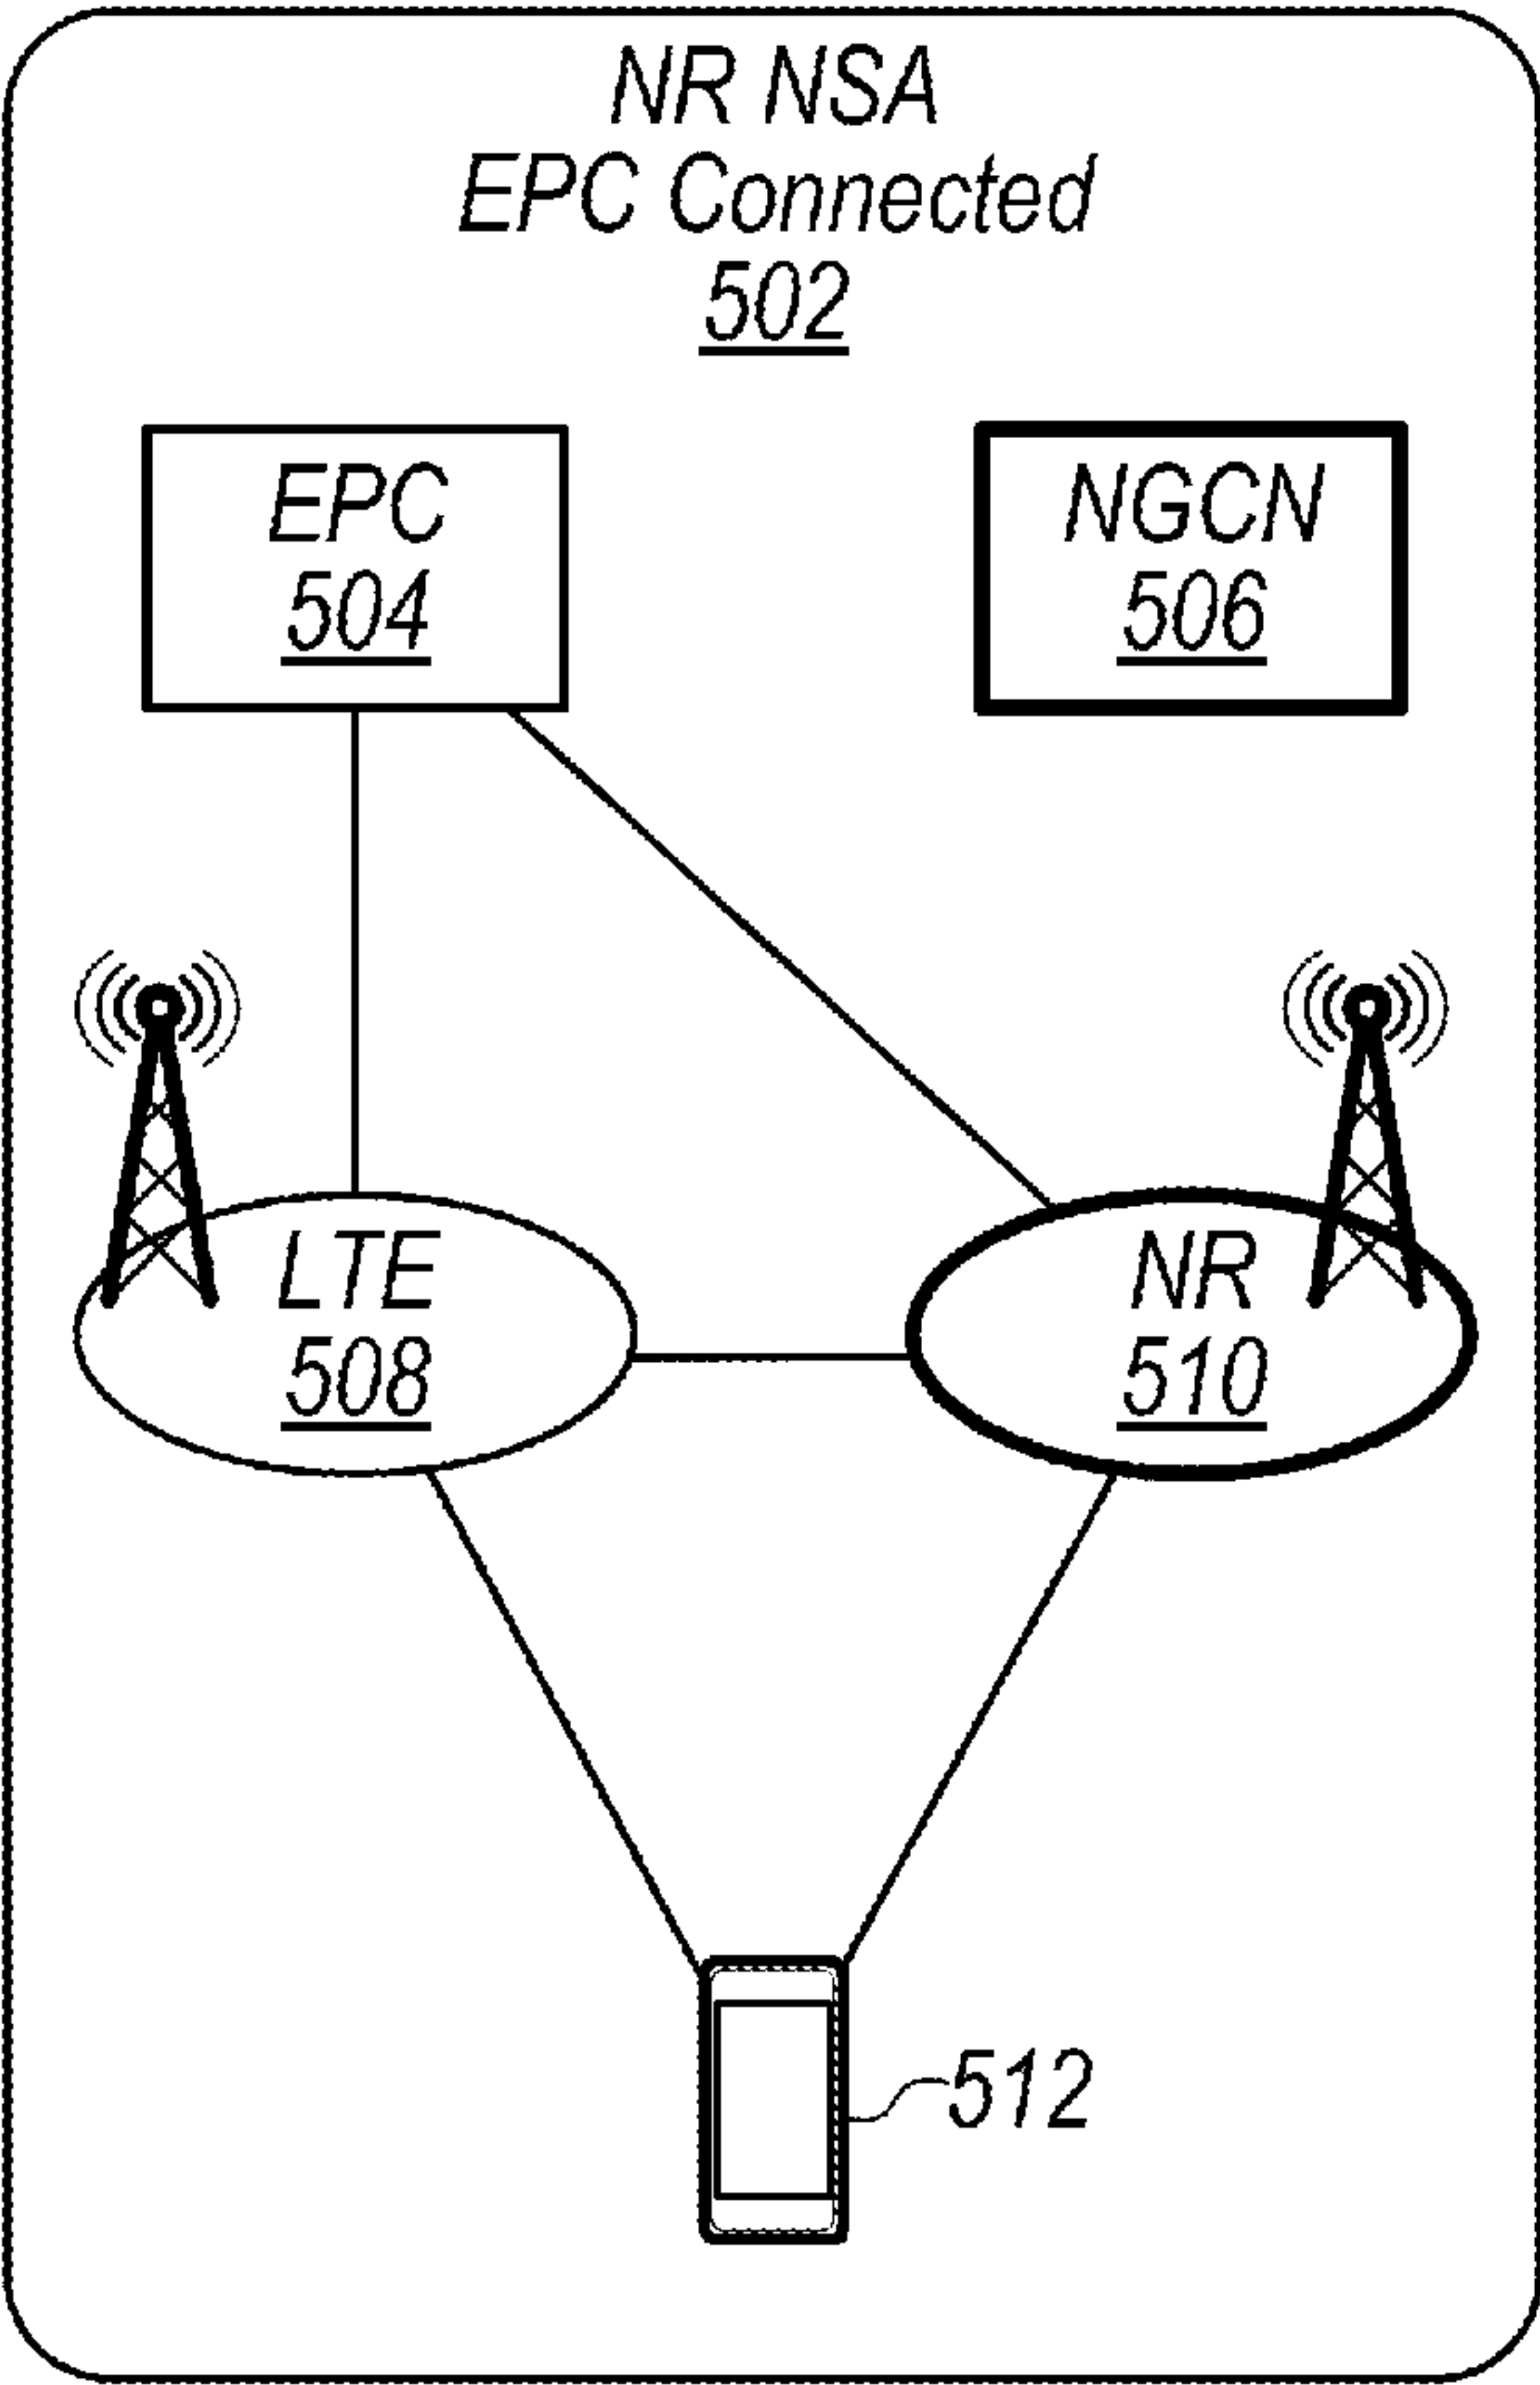 NR NSA
EPC Connected
502
EPC
504
NGCN
506
LTE
508
NR
510
512